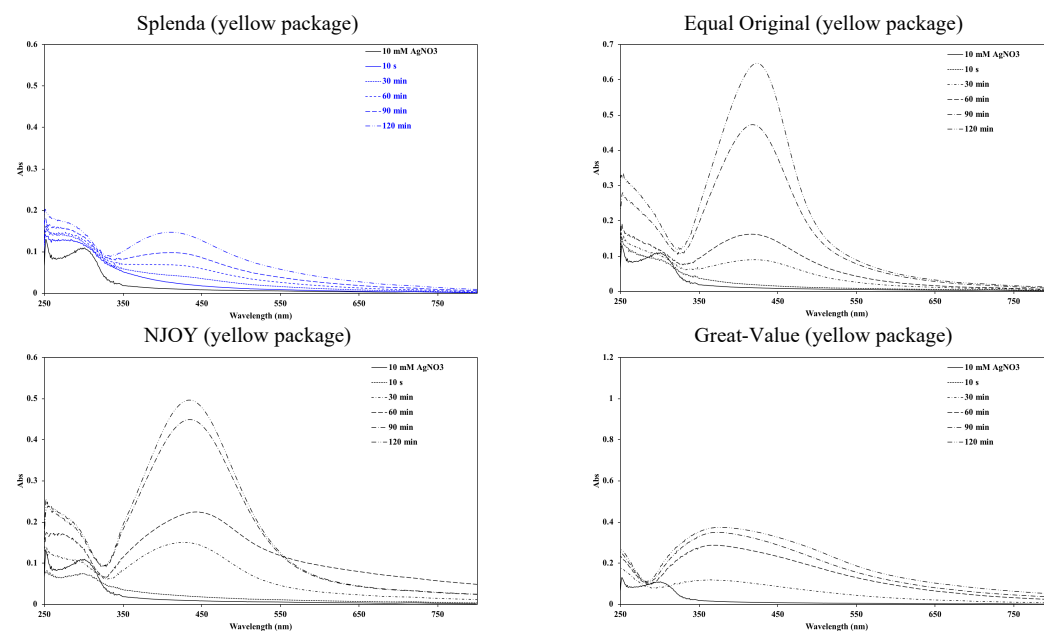 Splenda (yellow package)
0.6
0.5
0.4
0.3
0.2
0.1
0
Abs
250
350
450
550
650
750
Wavelength (nm)
10 mM AgNO3
10 s
30 min
60 min
90 min
120 min
Equal Original (yellow package)
0.7
0.6
0.5
0.4
0.3
0.2
0.1
0
Abs
250
350
450
550
650
750
Wavelength (nm)
10 mM AgNO3
10 s
30 min
60 min
90 min
120 min
NJOY (yellow package)
0.6
0.5
0.4
0.3
0.2
0.1
0
Abs
250
350
450
550
650
750
Wavelength (nm)
10 mM AgNO3
10 s
30 min
60 min
90 min
120 min
Great-Value (yellow package)
1.2
1
0.8
0.6
0.4
0.2
0
Abs
250
350
450
550
650
750
Wavelength (nm)
10 mM AgNO3
10 s
30 min
60 min
90 min
120 min